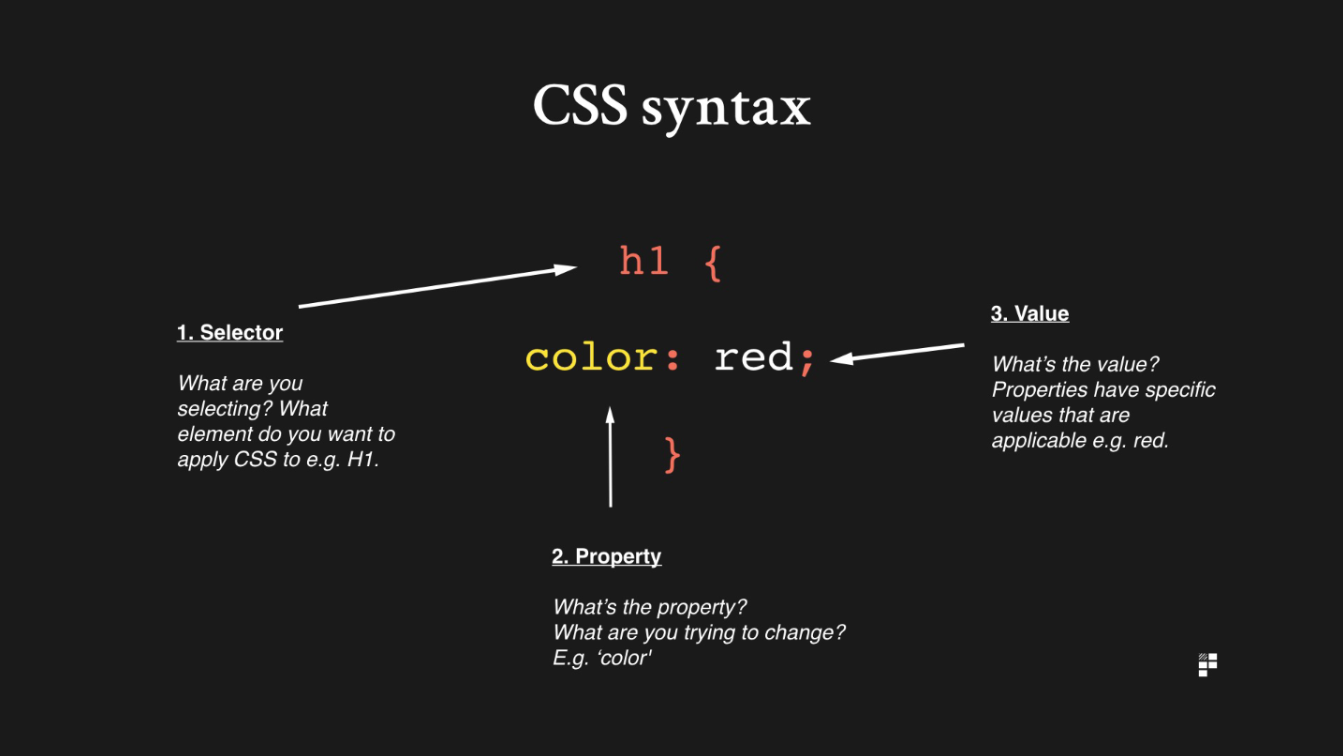 CSS syntax
h1 {
color: red;
}
1. Selector
What are you
selecting? What
element do you want to
apply CSS to e.g. H1.
2. Property
What’s the property?
What are you trying to change?
E.g. ‘color'
3. Value
What’s the value?
Properties have specific
values that are
applicable e.g. red.